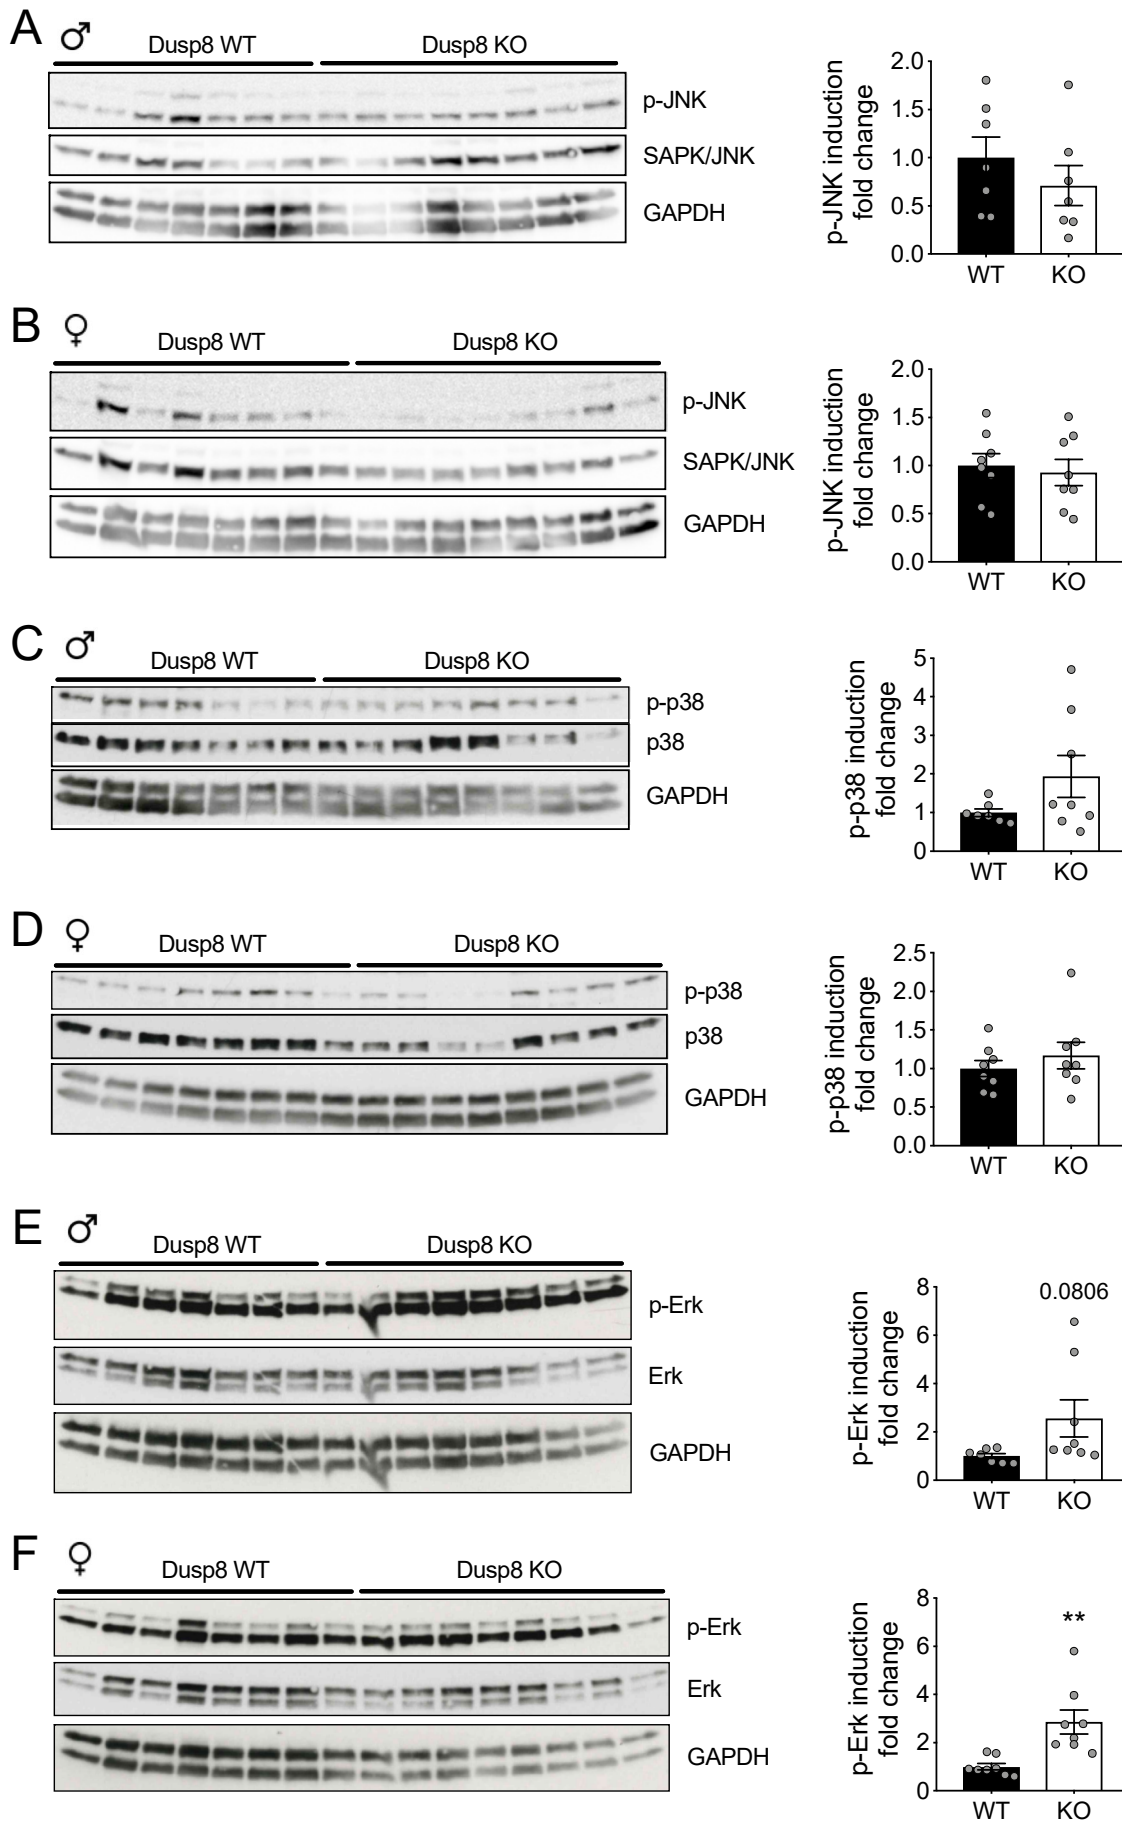 A ♂
Dusp8 WT Dusp8 KO
p-JNK
SAPK/JNK
GAPDH
p-JNK induction
fold change
2.0
1.5
1.0
0.5
0.0
WT KO
B ♀
Dusp8 WT Dusp8 KO
p-JNK
SAPK/JNK
GAPDH
p-JNK induction
fold change
2.0
1.5
1.0
0.5
0.0
WT KO
C ♂
Dusp8 WT Dusp8 KO
p-p38
p38
GAPDH
p-p38 induction
fold change
5
4
3
2
1
0
WT KO
D ♀
Dusp8 WT Dusp8 KO
p-p38
p38
GAPDH
p-p38 induction
fold change
2.5
2.0
1.5
1.0
0.5
0.0
WT KO
E ♂
Dusp8 WT Dusp8 KO
p-Erk
Erk
GAPDH
p-Erk induction
fold change
8
6
4
2
0
0.0806
WT KO
F ♀
Dusp8 WT Dusp8 KO
p-Erk
Erk
GAPDH
p-Erk induction
fold change
8
6
4
2
0
**
WT KO